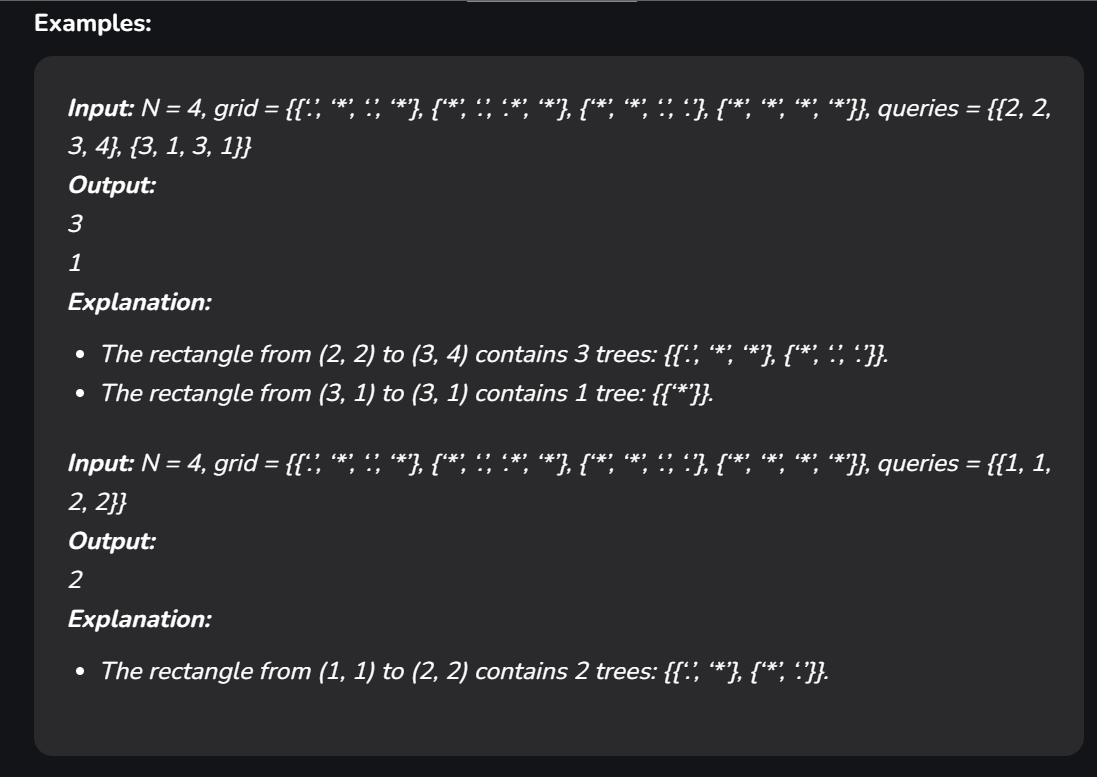 Examples:
Input: N = 4, grid = {{‘.’, ‘*’, ‘.’, ‘*’}, {‘*’, ‘.’, ‘.*’, ‘*’}, {‘*’, ‘*’, ‘.’, ‘.’}, {‘*’, ‘*’, ‘*’, ‘*’}}, queries = {{2, 2,
3, 4}, {3, 1, 3, 1}}
Output:
3
1
Explanation:
• The rectangle from (2, 2) to (3, 4) contains 3 trees: {{‘.’, ‘*’, ‘*’}, {‘*’, ‘.’, ‘.’}}.
• The rectangle from (3, 1) to (3, 1) contains 1 tree: {{‘*’}}.
Input: N = 4, grid = {{‘.’, ‘*’, ‘.’, ‘*’}, {‘*’, ‘.’, ‘.*’, ‘*’}, {‘*’, ‘*’, ‘.’, ‘.’}, {‘*’, ‘*’, ‘*’, ‘*’}}, queries = {{1, 1,
2, 2}}
Output:
2
Explanation:
• The rectangle from (1, 1) to (2, 2) contains 2 trees: {{‘.’, ‘*’}, {‘*’, ‘.’}}.